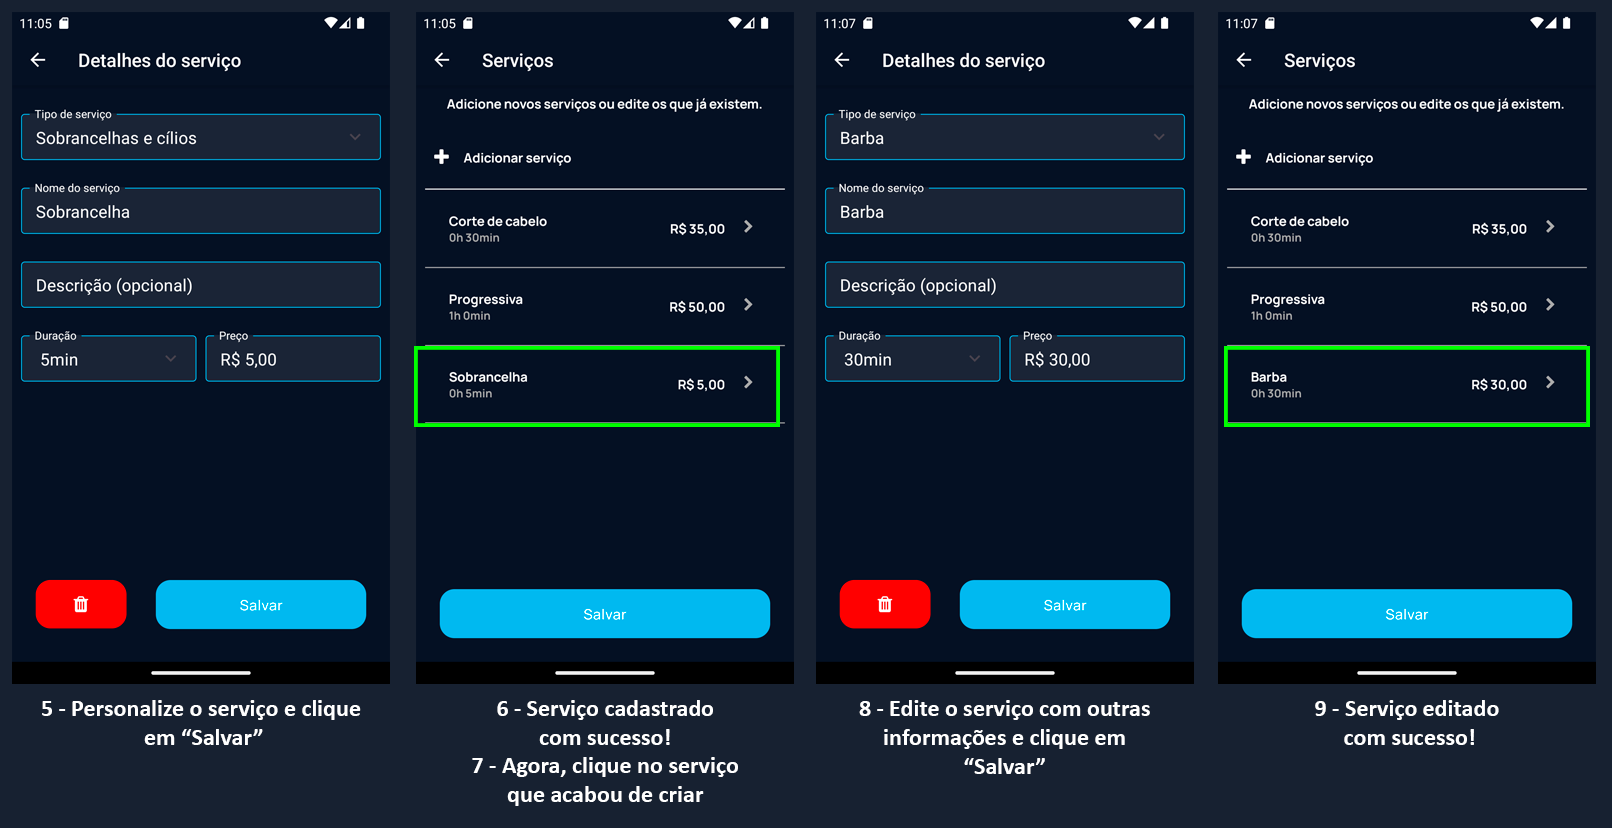 11:05
Detalhes do serviço
Tipo de serviço
Sobrancelhas e cílios
Nome do serviço
Sobrancelha
Descrição (opcional)
Duração
Preço
5min
R$ 5,00
Salvar
5 - Personalize o serviço e clique
em “Salvar”
11:05
Serviços
Adicione novos serviços ou edite os que já existem.
Adicionar serviço
Corte de cabelo
0h 30min
R$ 35,00
Progressiva
1h 0min
R$ 50,00
Sobrancelha
0h 5min
R$ 5,00
Salvar
6 - Serviço cadastrado
com sucesso!
7 - Agora, clique no serviço
que acabou de criar
11:07
Detalhes do serviço
Tipo de serviço
Barba
Nome do serviço
Barba
Descrição (opcional)
Duração
Preço
30min
R$ 30,00
Salvar
8 - Edite o serviço com outras
informações e clique em
“Salvar”
11:07
Serviços
Adicione novos serviços ou edite os que já existem.
Adicionar serviço
Corte de cabelo
0h 30min
R$ 35,00
Progressiva
1h 0min
R$ 50,00
Barba
0h 30min
R$ 30,00
Salvar
9 - Serviço editado
com sucesso!